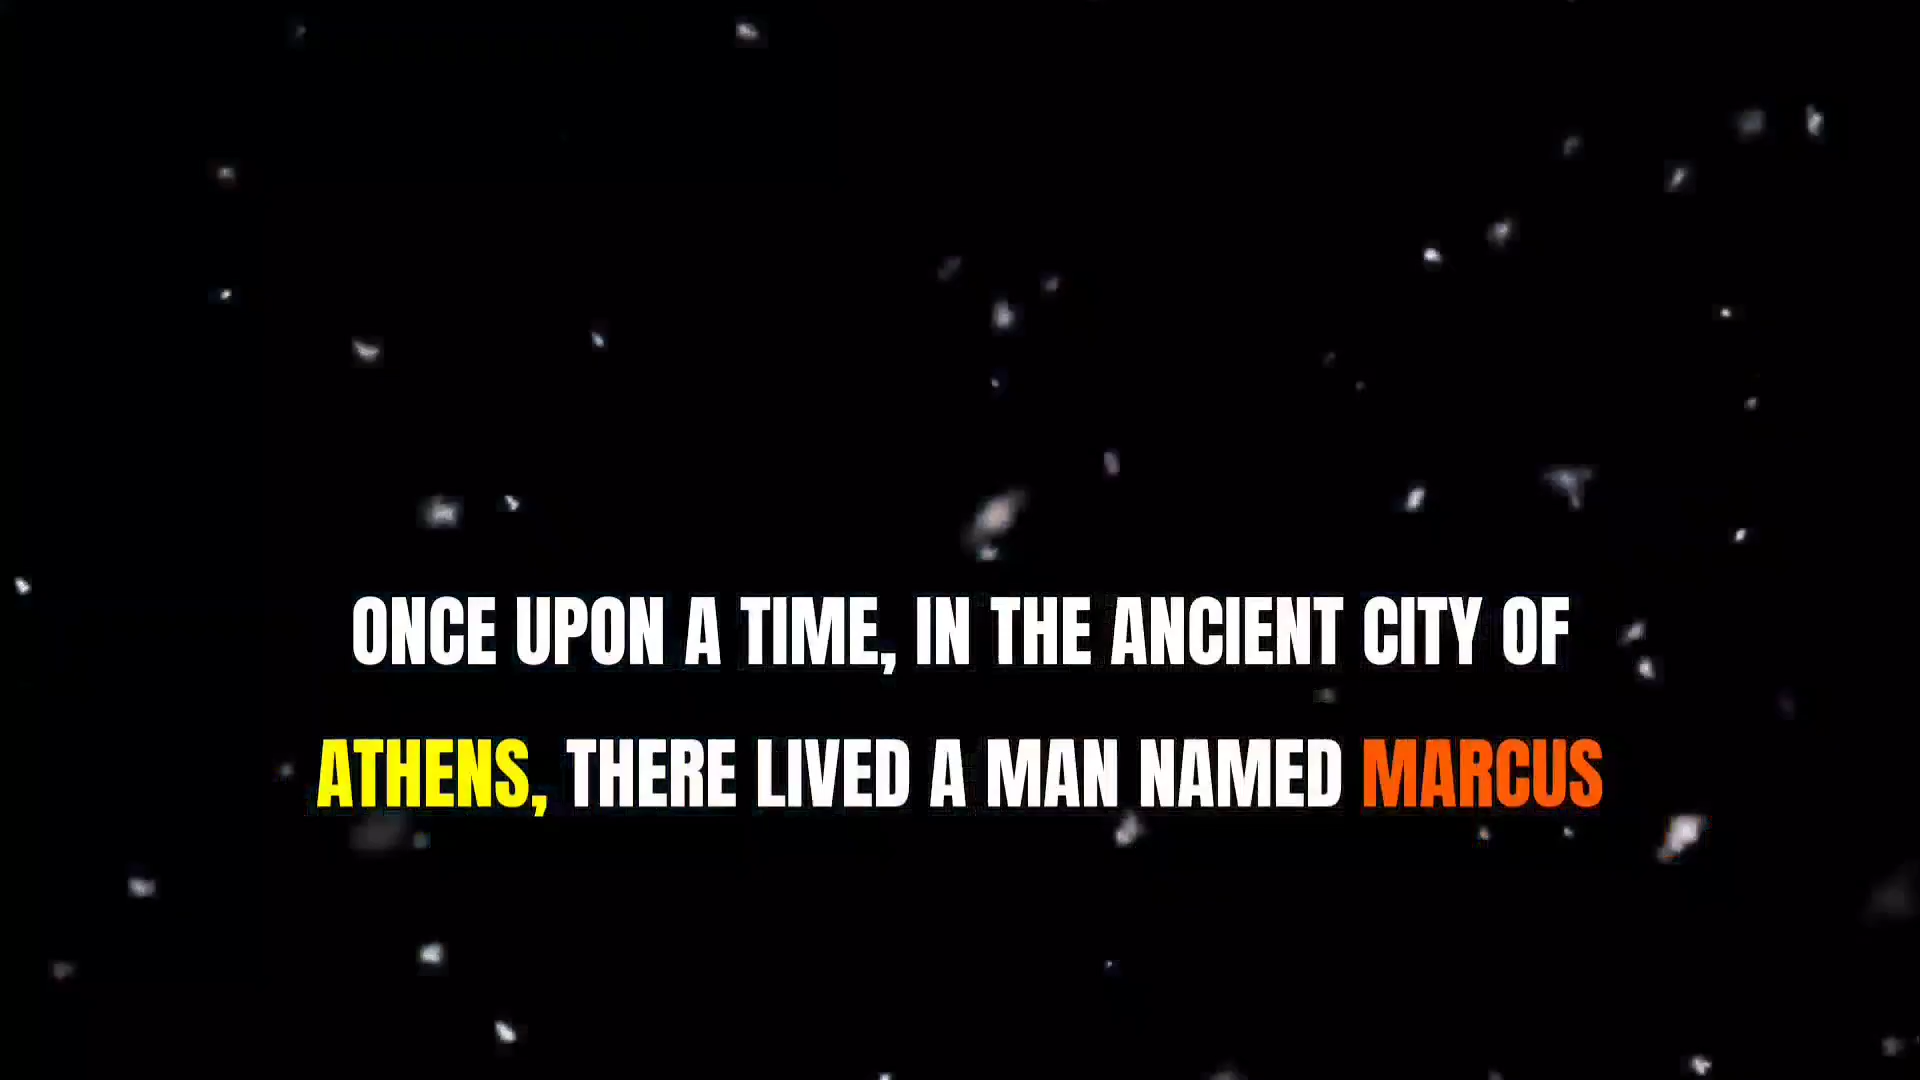 ONCE UPON A TIME, IN THE ANCIENT CITY OF
ATHENS, THERE LIVED A MAN NAMED MARCUS